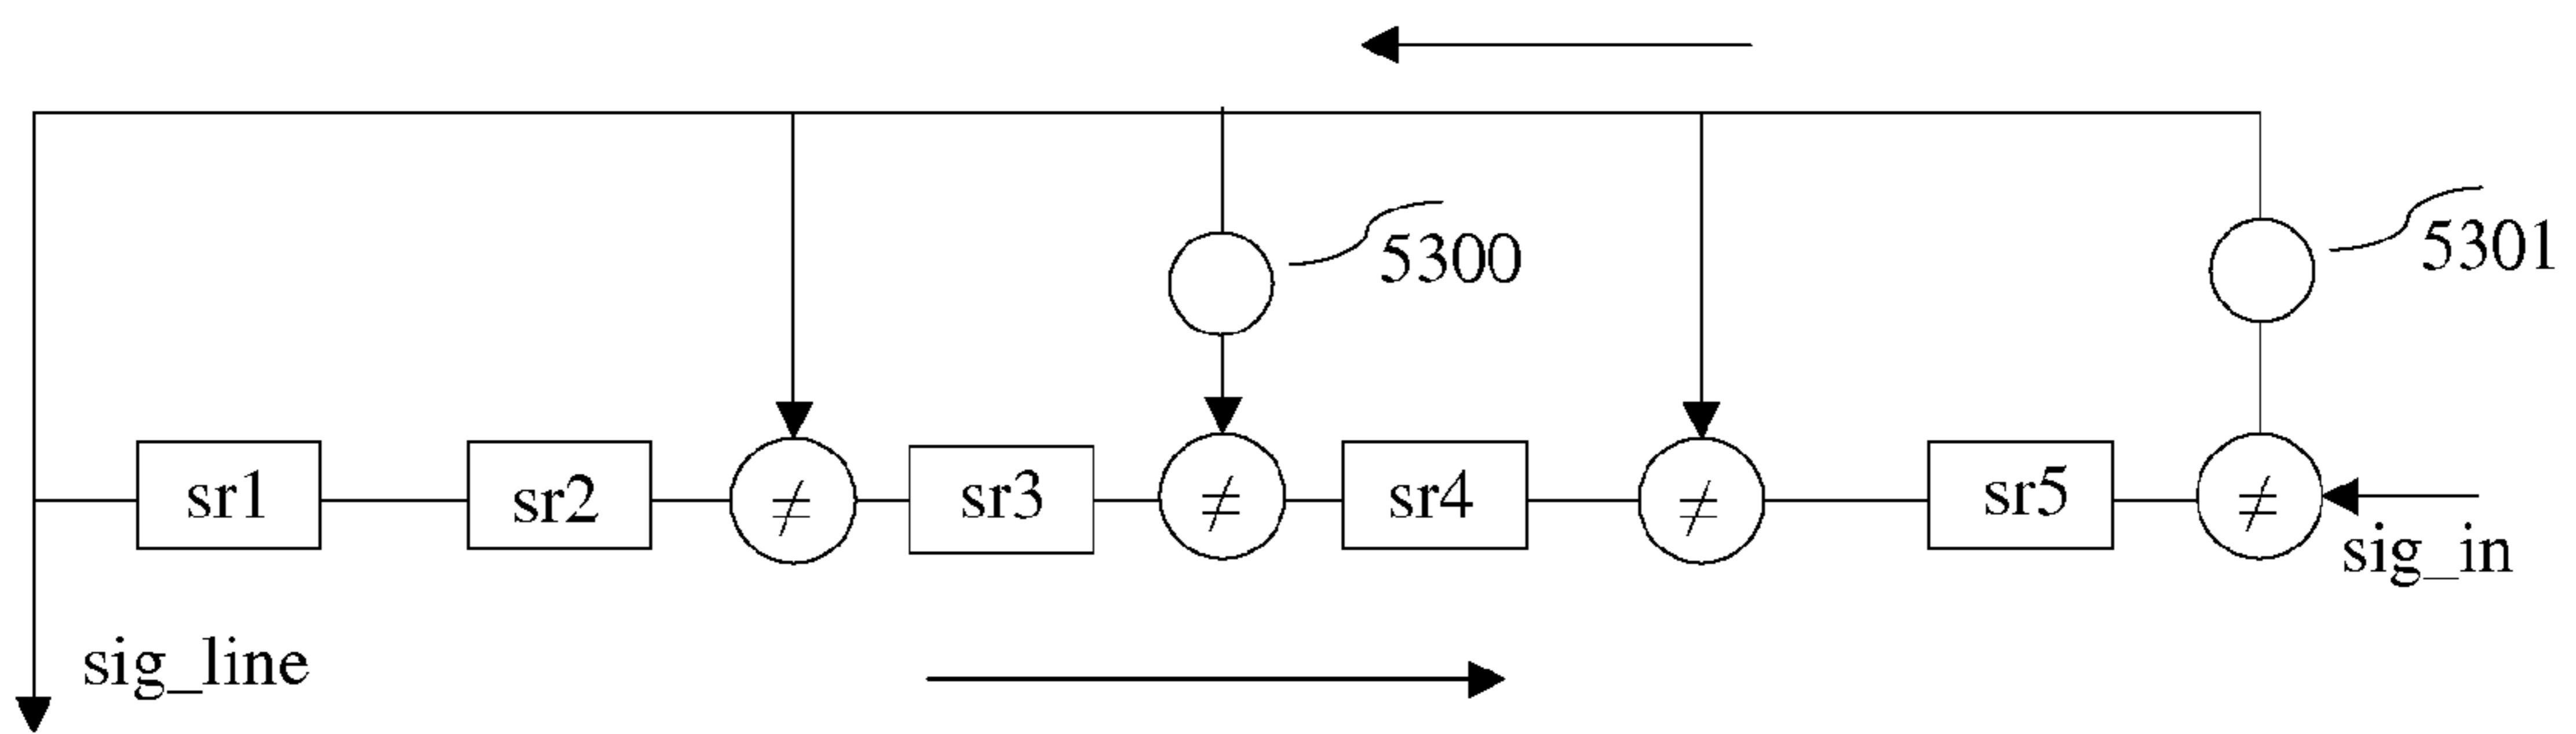 5300
5301
sr1
sr2
≠
sr3
≠
sr4
≠
sr5
≠
sig_in
sig_line